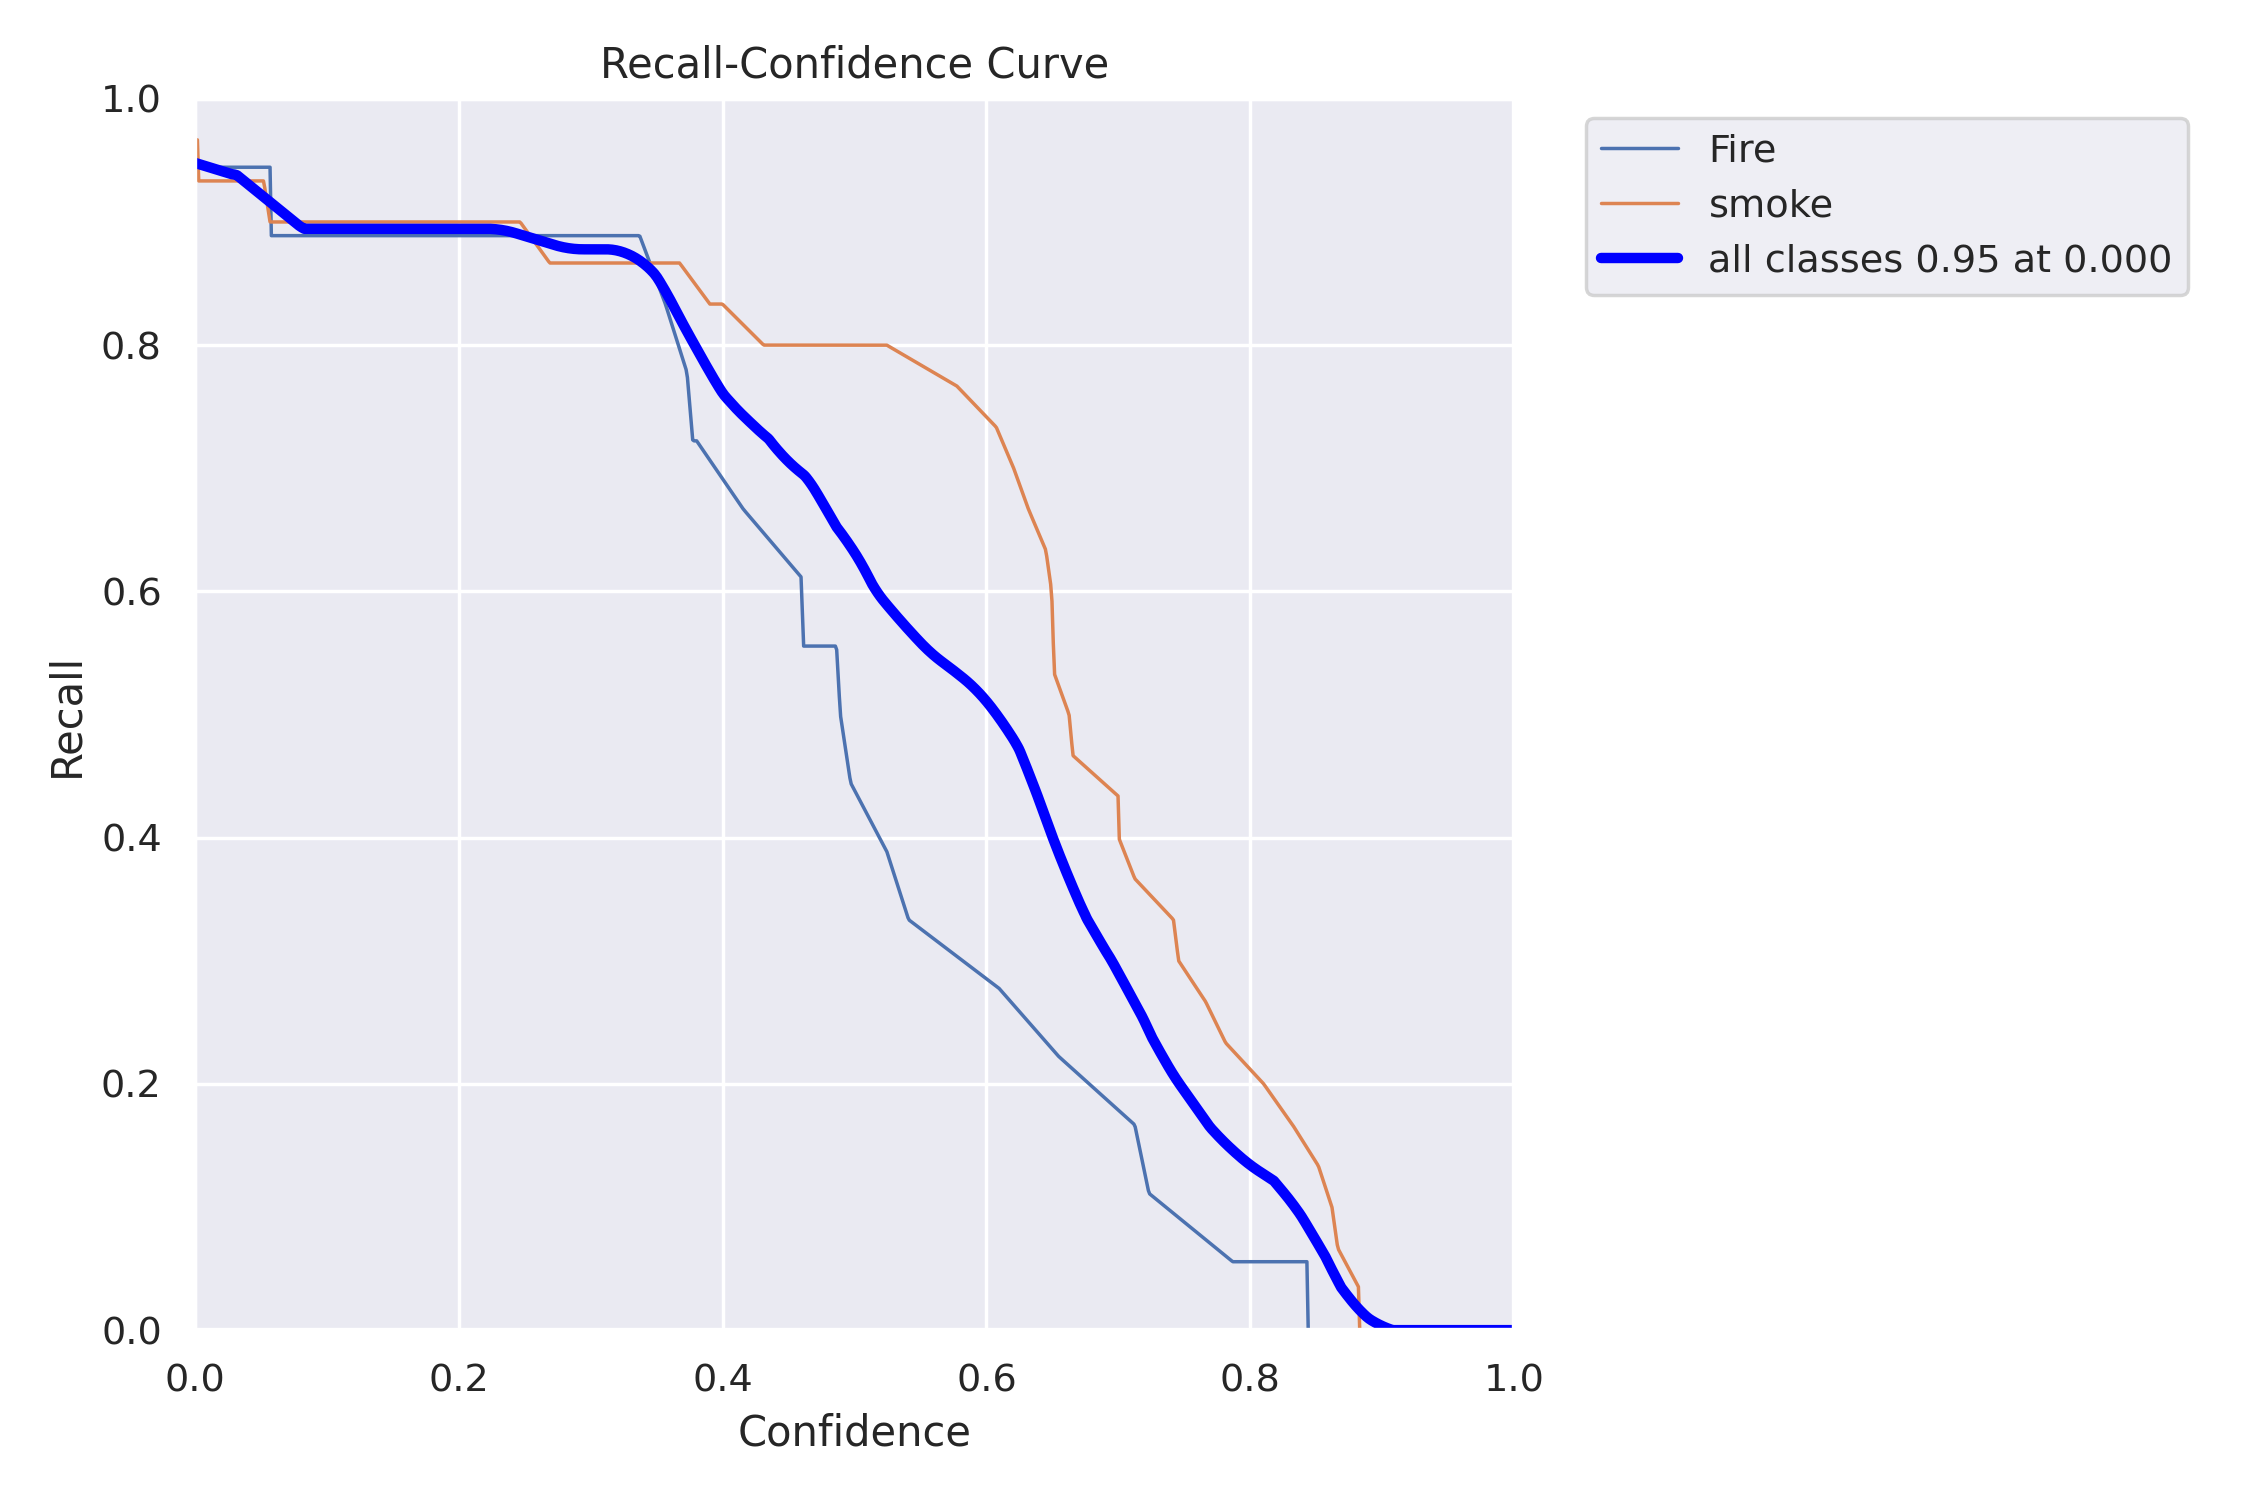 Recall-Confidence Curve
1.0
0.8
0.6
0.4
0.2
0.0
Recall
0.0 0.2 0.4 0.6 0.8 1.0
Confidence
Fire
smoke
all classes 0.95 at 0.000